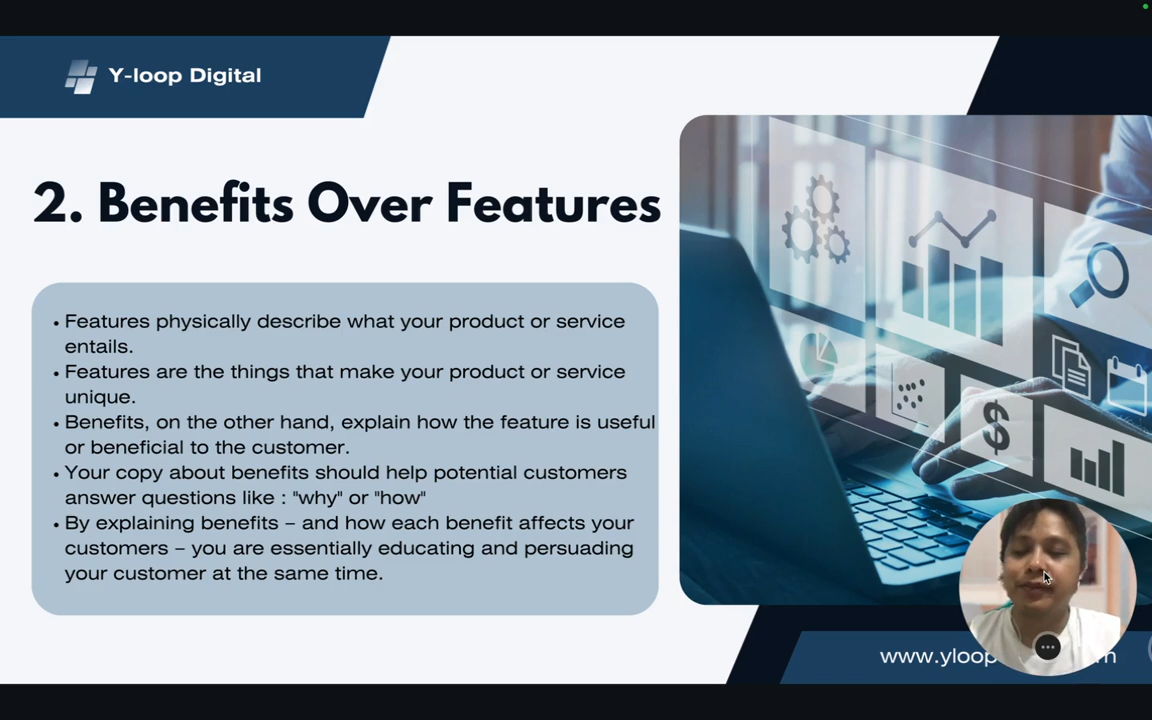 Y-loop Digital
2. Benefits Over Features
• Features physically describe what your product or service
entails.
• Features are the things that make your product or service
unique.
• Benefits, on the other hand, explain how the feature is useful
or beneficial to the customer.
• Your copy about benefits should help potential customers
answer questions like : "why" or "how"
• By explaining benefits – and how each benefit affects your
customers – you are essentially educating and persuading
your customer at the same time.
$